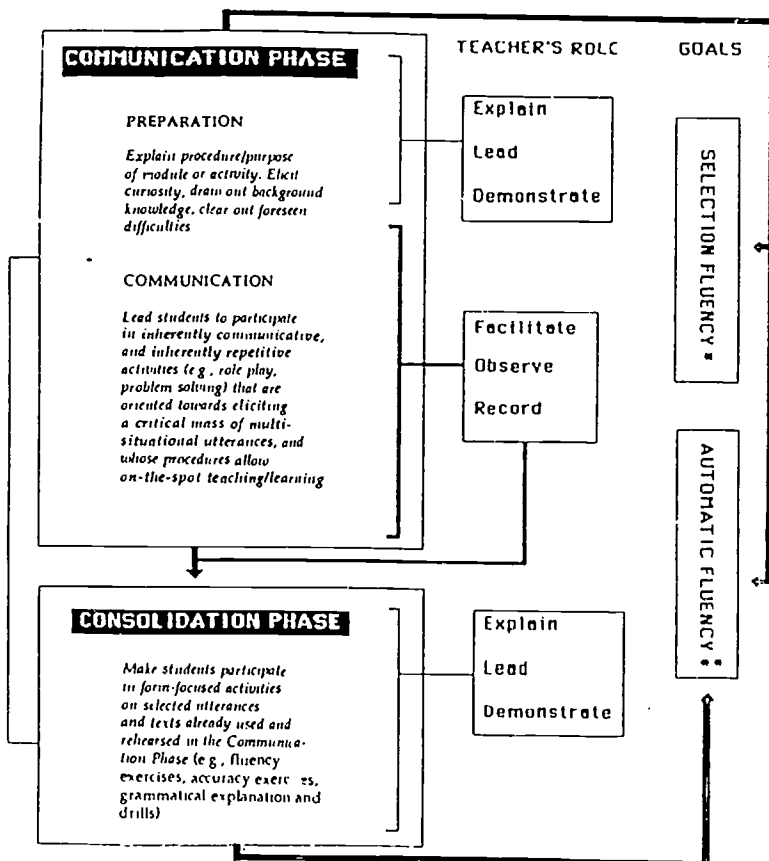 TEACHER'S ROLE
GOALS
COMMUNICATION PHASE
PREPARATION
Explain procedure/purpose
of module or activity. Elicit
curiosity, drain out background
knowledge, clear out foreseen
difficulties
Explain
Lead
Demonstrate
COMMUNICATION
Lead students to participate
in inherently communicative,
and inherently repetitive
activities (e.g., role play,
problem solving) that are
oriented towards eliciting
a critical mass of multi-
situational utterances, and
whose procedures allow
on-the-spot teaching/learning
Facilitate
Observe
Record
SELECTION FLUENCY*
AUTOMATIC FLUENCY**
CONSOLIDATION PHASE
Make students participate
in form-focused activities
on selected utterances
and texts already used and
rehearsed in the Communica-
tion Phase (e.g., fluency
exercises, accuracy
grammatical explanation and
drills)
Explain
Lead
Demonstrate